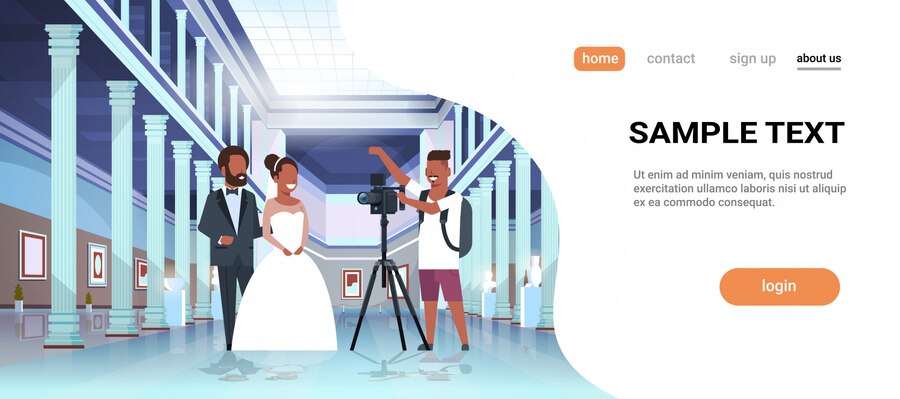 home contact sign up about us
SAMPLE TEXT
Ut enim ad minim veniam, quis nostrud
exercitation ullamco laboris nisi ut aliquip
ex ea commodo consequat.
login